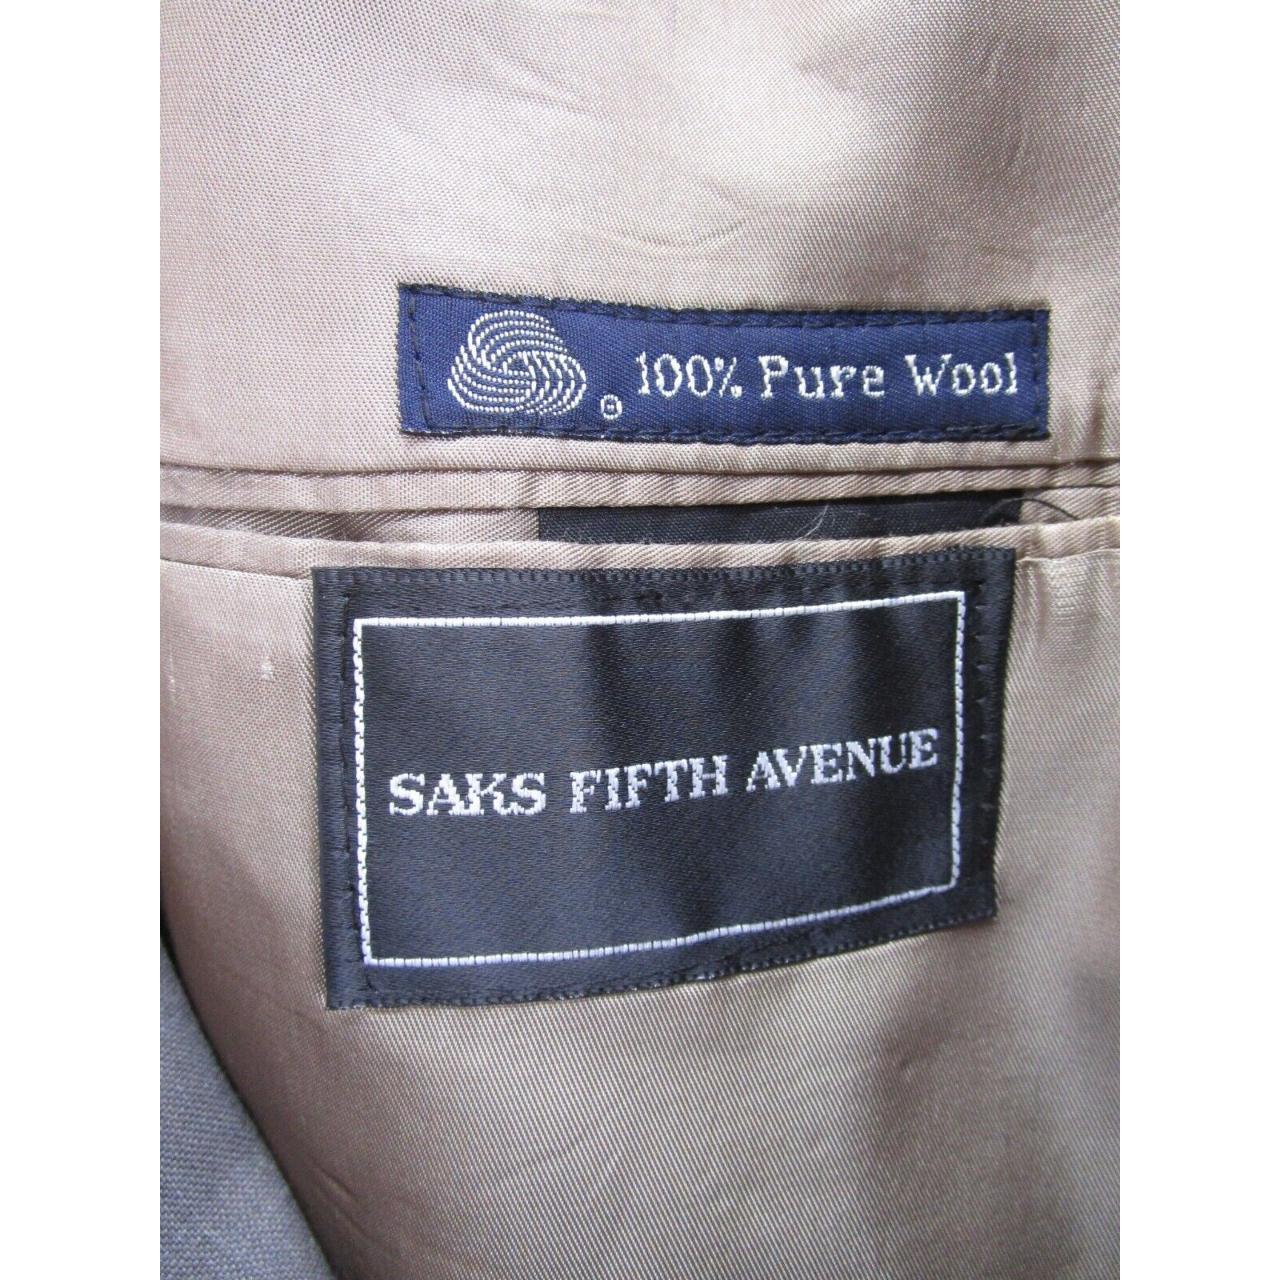 ® 100% Pure Wool
SAKS FIFTH AVENUE